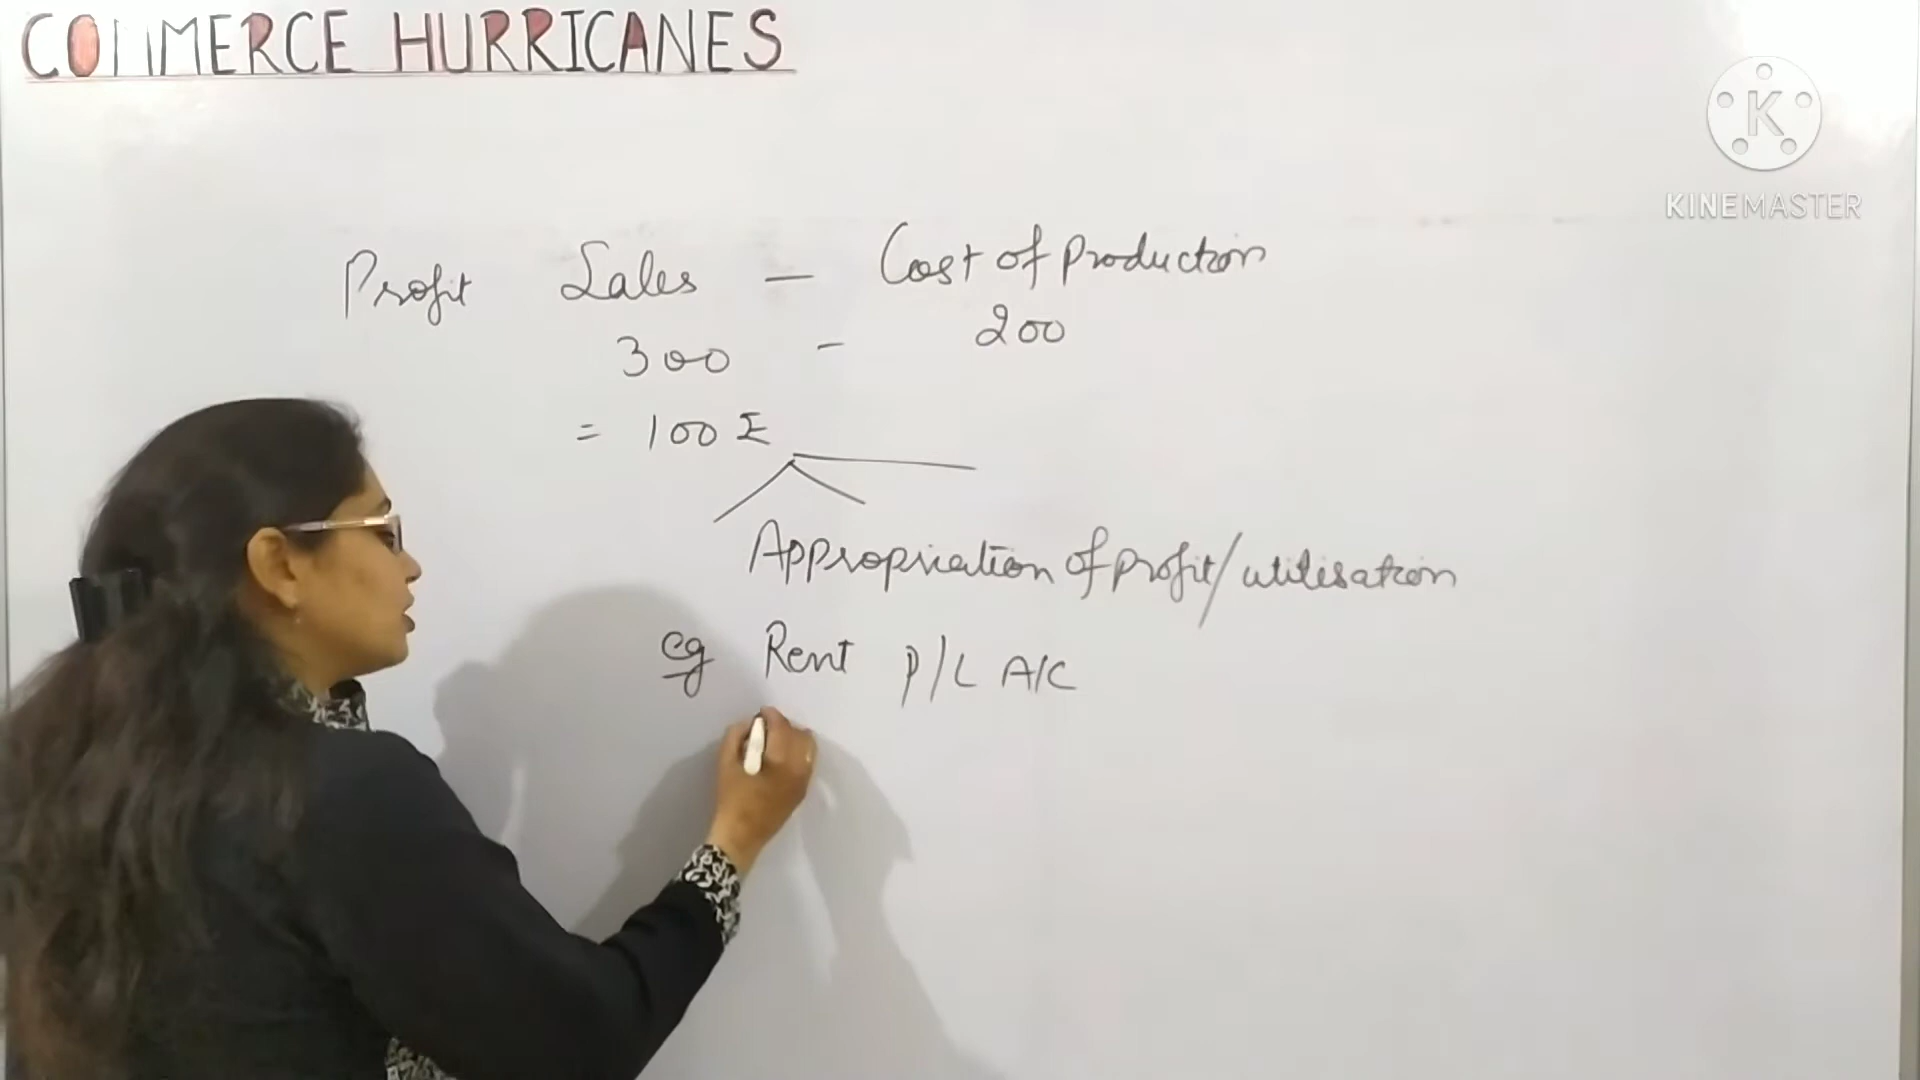 COMMERCE HURRICANES
K
KINEMASTER
Profit Sales — Cost of Production
300 - 200
= 100 ₹
Appropriation of profit/utilisation
eg Rent P/L A/C